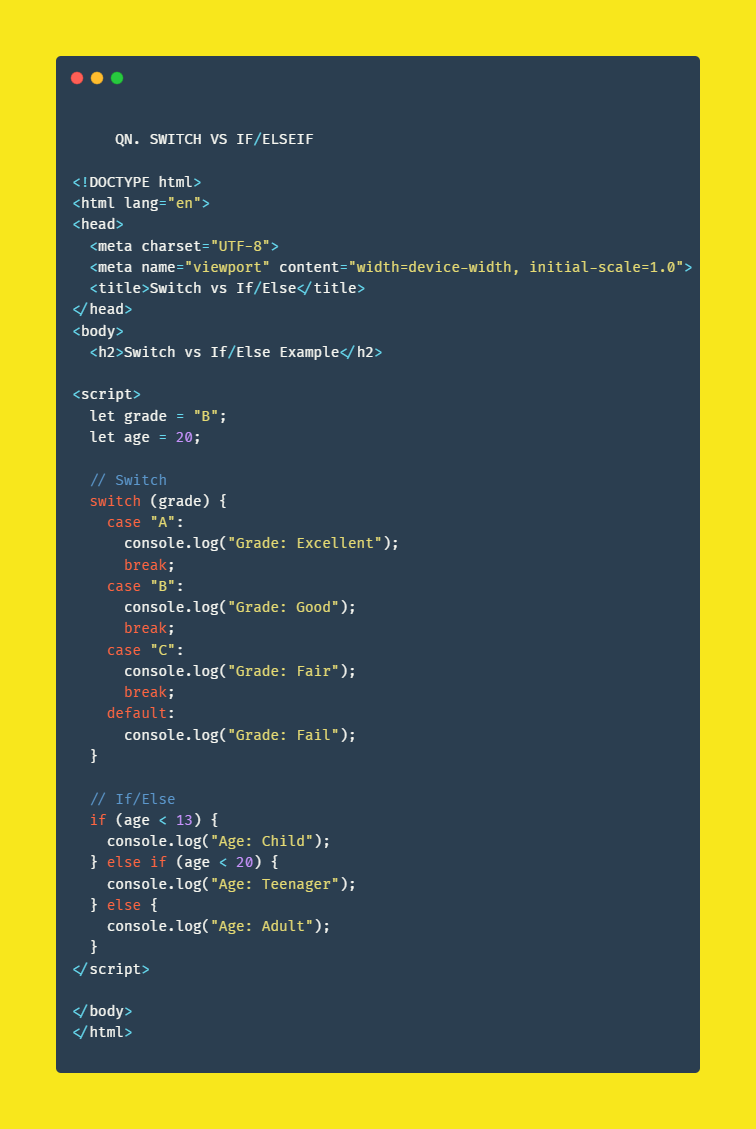 QN. SWITCH VS IF/ELSEIF
<!DOCTYPE html>
<html lang="en">
<head>
  <meta charset="UTF-8">
  <meta name="viewport" content="width=device-width, initial-scale=1.0">
  <title>Switch vs If/Else</title>
</head>
<body>
  <h2>Switch vs If/Else Example</h2>
<script>
  let grade = "B";
  let age = 20;
  // Switch
  switch (grade) {
    case "A":
      console.log("Grade: Excellent");
      break;
    case "B":
      console.log("Grade: Good");
      break;
    case "C":
      console.log("Grade: Fair");
      break;
    default:
      console.log("Grade: Fail");
  }
  // If/Else
  if (age < 13) {
    console.log("Age: Child");
  } else if (age < 20) {
    console.log("Age: Teenager");
  } else {
    console.log("Age: Adult");
  }
</script>
</body>
</html>